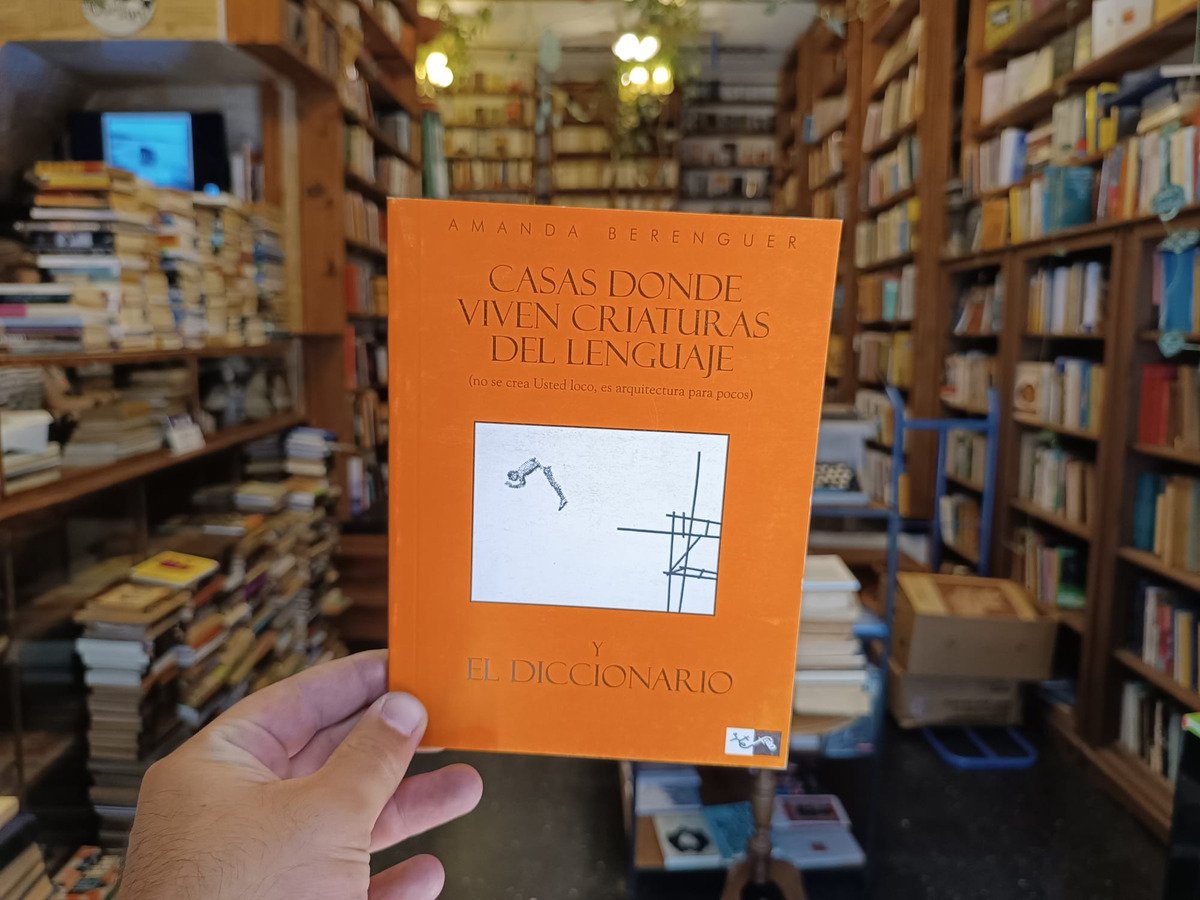 AMANDA BERENGUER
CASAS DONDE
VIVEN CRIATURAS
DEL LENGUAJE
(no se crea Usted loco, es arquitectura para pocos)
Y
EL DICCIONARIO